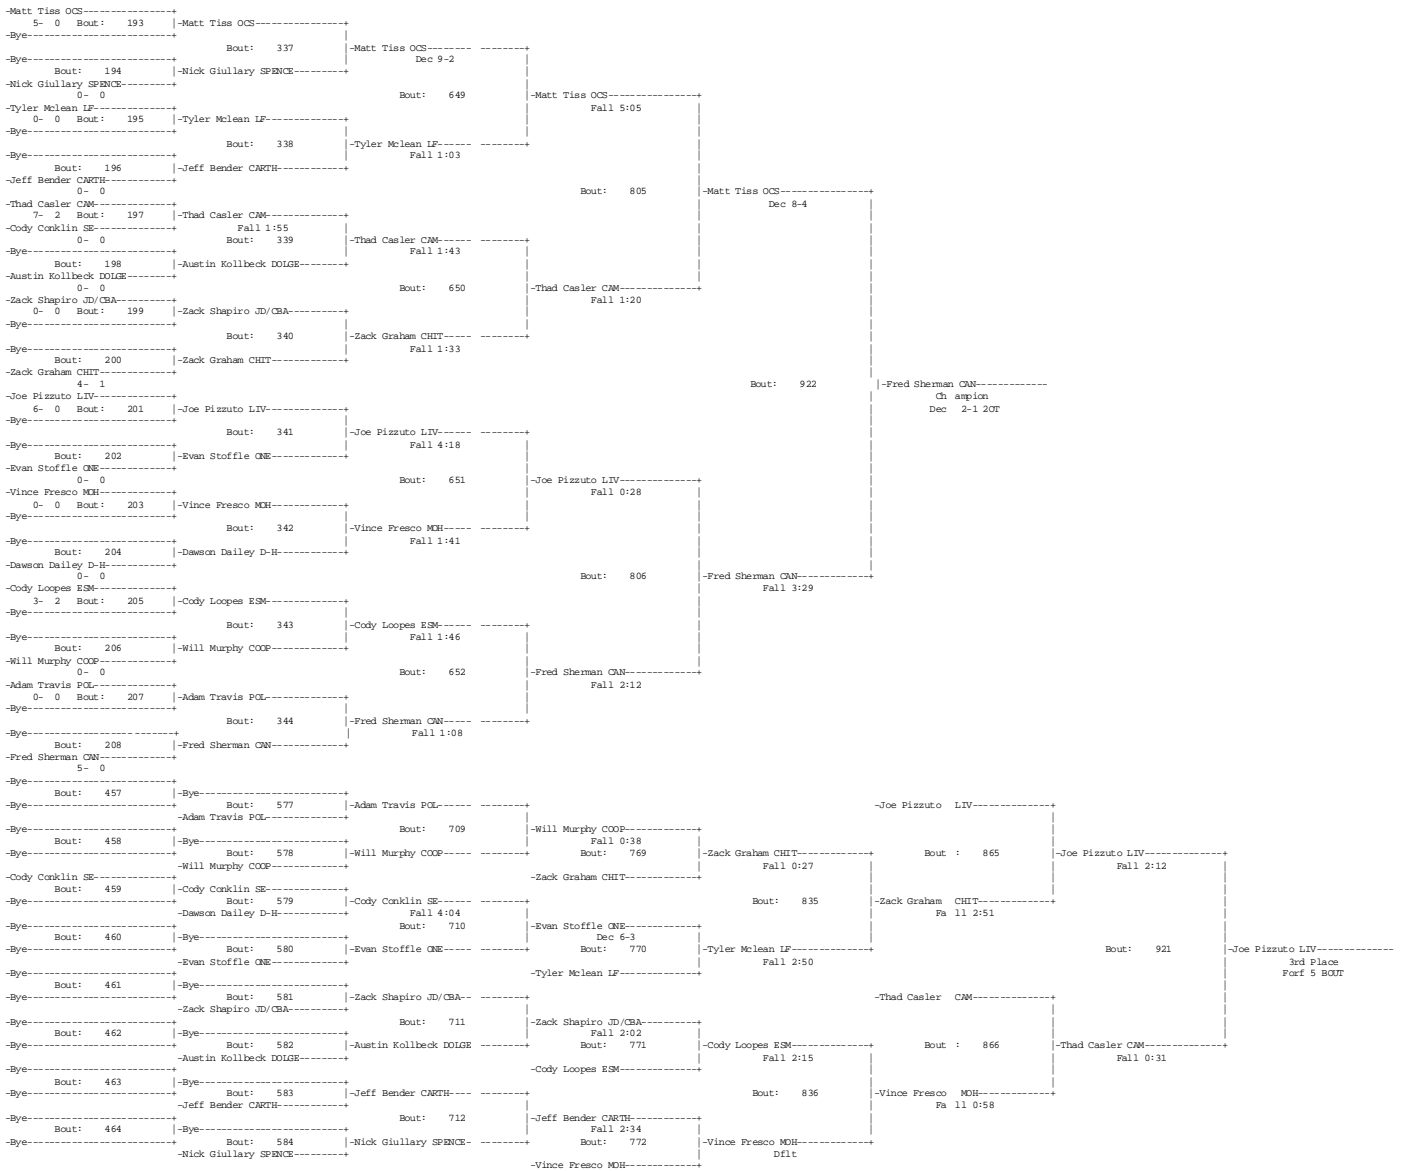 -Matt Tiss OCS---------------+
5- 0 Bout: 193 |-Matt Tiss OCS---------------+
-Bye-------------------------+
Bout: 337 |-Matt Tiss OCS-------- --------+
-Bye-------------------------+ Dec 9-2
Bout: 194 |-Nick Giullary SPENCE---------+
-Nick Giullary SPENCE---------+
0- 0 Bout: 649 |-Matt Tiss OCS---------------+
-Tyler Mclean LF--------------+ Fall 5:05
0- 0 Bout: 195 |-Tyler Mclean LF-------------+
-Bye-------------------------+
Bout: 338 |-Tyler Mclean LF------ --------+
-Bye-------------------------+ Fall 1:03
Bout: 196 |-Jeff Bender CARTH------------+
-Jeff Bender CARTH------------+
0- 0 Bout: 805 |-Matt Tiss OCS---------------+
-Thad Casler CAM--------------+ Dec 8-4
7- 2 Bout: 197 |-Thad Casler CAM--------------+
-Cody Conklin SE--------------+ Fall 1:55
0- 0 Bout: 339 |-Thad Casler CAM------ --------+
-Bye-------------------------+ Fall 1:43
Bout: 198 |-Austin Kollbeck DOLGE--------+
-Austin Kollbeck DOLGE--------+
0- 0 Bout: 650 |-Thad Casler CAM--------------+
-Zack Shapiro JD/CBA----------+ Fall 1:20
0- 0 Bout: 199 |-Zack Shapiro JD/CBA----------+
-Bye-------------------------+
Bout: 340 |-Zack Graham CHIT----- --------+
-Bye-------------------------+ Fall 1:33
Bout: 200 |-Zack Graham CHIT-------------+
-Zack Graham CHIT-------------+
4- 1 Bout: 922 |-Fred Sherman CAN-------------
-Joe Pizzuto LIV--------------+ Ch ampion
6- 0 Bout: 201 |-Joe Pizzuto LIV--------------+ Dec 2-1 2OT
-Bye-------------------------+
Bout: 341 |-Joe Pizzuto LIV------ --------+
-Bye-------------------------+ Fall 4:18
Bout: 202 |-Evan Stoffle ONE-------------+
-Evan Stoffle ONE-------------+
0- 0 Bout: 651 |-Joe Pizzuto LIV--------------+
-Vince Fresco MOH-------------+ Fall 0:28
0- 0 Bout: 203 |-Vince Fresco MOH-------------+
-Bye-------------------------+
Bout: 342 |-Vince Fresco MOH----- --------+
-Bye-------------------------+ Fall 1:41
Bout: 204 |-Dawson Dailey D-H------------+
-Dawson Dailey D-H------------+
0- 0 Bout: 806 |-Fred Sherman CAN-------------+
-Cody Loopes ESM--------------+ Fall 3:29
3- 2 Bout: 205 |-Cody Loopes ESM--------------+
-Bye-------------------------+
Bout: 343 |-Cody Loopes ESM------ --------+
-Bye-------------------------+ Fall 1:46
Bout: 206 |-Will Murphy COOP-------------+
-Will Murphy COOP-------------+
0- 0 Bout: 652 |-Fred Sherman CAN-------------+
-Adam Travis POL--------------+ Fall 2:12
0- 0 Bout: 207 |-Adam Travis POL--------------+
-Bye-------------------------+
Bout: 344 |-Fred Sherman CAN----- --------+
-Bye-------------------------+ Fall 1:08
Bout: 208 |-Fred Sherman CAN-------------+
-Fred Sherman CAN-------------+
5- 0
-Bye-------------------------+
Bout: 457 |-Bye-------------------------+
-Bye-------------------------+ Bout: 577 |-Adam Travis POL------ --------+ -Joe Pizzuto LIV--------------+
-Adam Travis POL--------------+
-Bye-------------------------+ Bout: 709 |-Will Murphy COOP-------------+
Bout: 458 |-Bye-------------------------+ Fall 0:38
-Bye-------------------------+ Bout: 578 |-Will Murphy COOP----- --------+ Bout: 769 |-Zack Graham CHIT-------------+ Bout : 865 |-Joe Pizzuto LIV--------------+
-Will Murphy COOP-------------+ Fall 0:27 Fall 2:12
-Cody Conklin SE--------------+ -Zack Graham CHIT-------------+
Bout: 459 |-Cody Conklin SE--------------+
-Bye-------------------------+ Bout: 579 |-Cody Conklin SE------ --------+ Bout: 835 |-Zack Graham CHIT-------------+
-Dawson Dailey D-H------------+ Fall 4:04 Fa ll 2:51
-Bye-------------------------+ Bout: 710 |-Evan Stoffle ONE-------------+
Bout: 460 |-Bye-------------------------+ Dec 6-3
-Bye-------------------------+ Bout: 580 |-Evan Stoffle ONE----- --------+ Bout: 770 |-Tyler Mclean LF--------------+ Bout: 921 |-Joe Pizzuto LIV--------------
-Evan Stoffle ONE-------------+ Fall 2:50 3rd Place
-Bye-------------------------+ -Tyler Mclean LF--------------+ Forf 5 BOUT
Bout: 461 |-Bye-------------------------+
-Bye-------------------------+ Bout: 581 |-Zack Shapiro JD/CBA-- --------+ -Thad Casler CAM--------------+
-Zack Shapiro JD/CBA----------+
-Bye-------------------------+ Bout: 711 |-Zack Shapiro JD/CBA----------+
Bout: 462 |-Bye-------------------------+ Fall 2:02
-Bye-------------------------+ Bout: 582 |-Austin Kollbeck DOLGE --------+ Bout: 771 |-Cody Loopes ESM--------------+ Bout : 866 |-Thad Casler CAM--------------+
-Austin Kollbeck DOLGE--------+ Fall 2:15 Fall 0:31
-Bye-------------------------+ -Cody Loopes ESM--------------+
Bout: 463 |-Bye-------------------------+
-Bye-------------------------+ Bout: 583 |-Jeff Bender CARTH---- --------+ Bout: 836 |-Vince Fresco MOH-------------+
-Jeff Bender CARTH------------+ Fa ll 0:58
-Bye-------------------------+ Bout: 712 |-Jeff Bender CARTH------------+
Bout: 464 |-Bye-------------------------+ Fall 2:34
-Bye-------------------------+ Bout: 584 |-Nick Giullary SPENCE- --------+ Bout: 772 |-Vince Fresco MOH-------------+
-Nick Giullary SPENCE---------+ Dflt
-Vince Fresco MOH-------------+